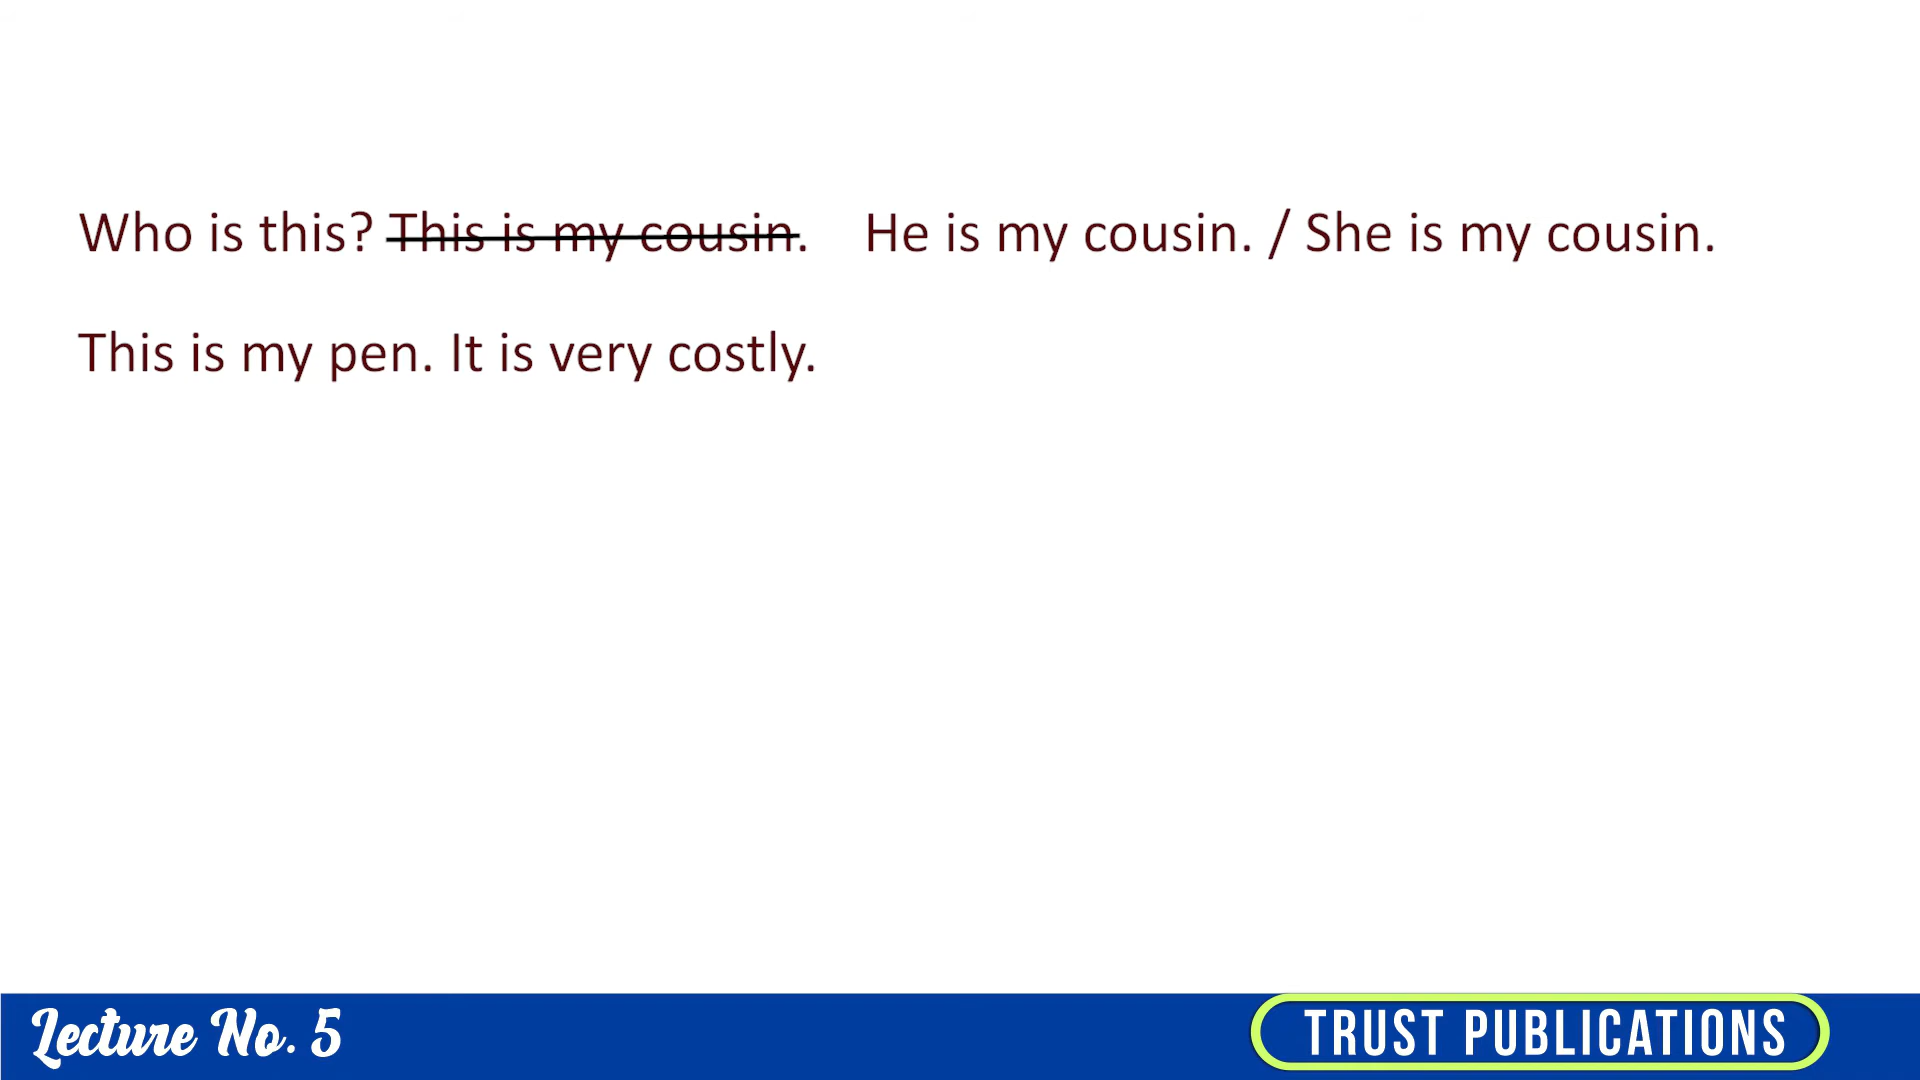 Who is this? This is my cousin. He is my cousin. / She is my cousin.
This is my pen. It is very costly.
Lecture No. 5
TRUST PUBLICATIONS